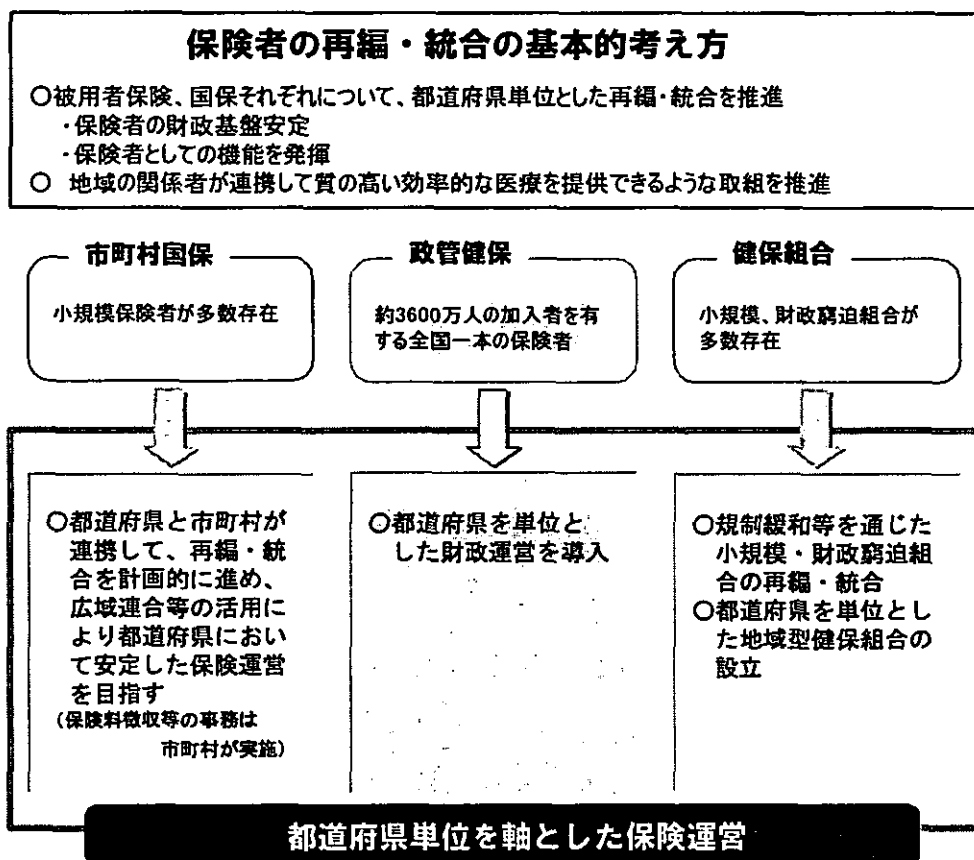 保険者の再編・統合の基本的考え方
○被用者保険、国保それぞれについて、都道府県単位とした再編・統合を推進
・保険者の財政基盤安定
・保険者としての機能を発揮
○ 地域の関係者が連携して質の高い効率的な医療を提供できるような取組を推進
市町村国保
小規模保険者が多数存在
政管健保
約3600万人の加入者を有
する全国一本の保険者
健保組合
小規模、財政窮迫組合が
多数存在
○都道府県と市町村が
連携して、再編・統
合を計画的に進め、
広域連合等の活用に
より都道府県におい
て安定した保険運営
を目指す
(保険料徴収等の事務は
市町村が実施)
○都道府県を単位と
した財政運営を導入
○規制緩和等を通じた
小規模・財政窮迫組
合の再編・統合
○都道府県を単位とし
た地域型健保組合の
設立
都道府県単位を軸とした保険運営